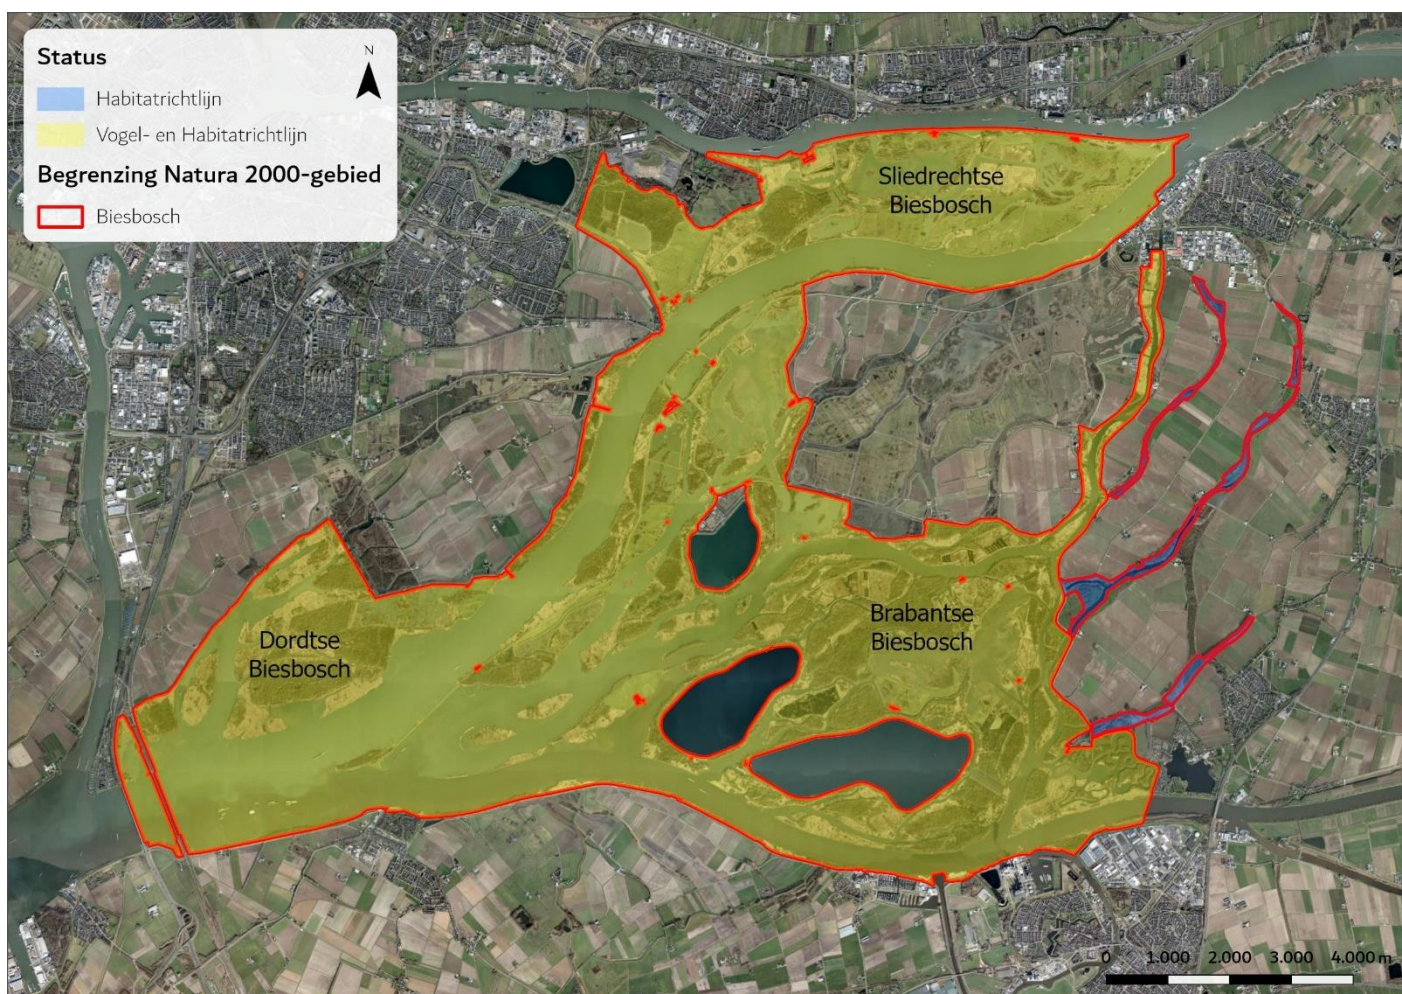 Status
N
Habitatrichtlijn
Vogel- en Habitatrichtlijn
Begrenzing Natura 2000-gebied
Biesbosch
Sliedrechtse
Biesbosch
Dordtse
Biesbosch
Brabantse
Biesbosch
0 1.000 2.000 3.000 4.000 m